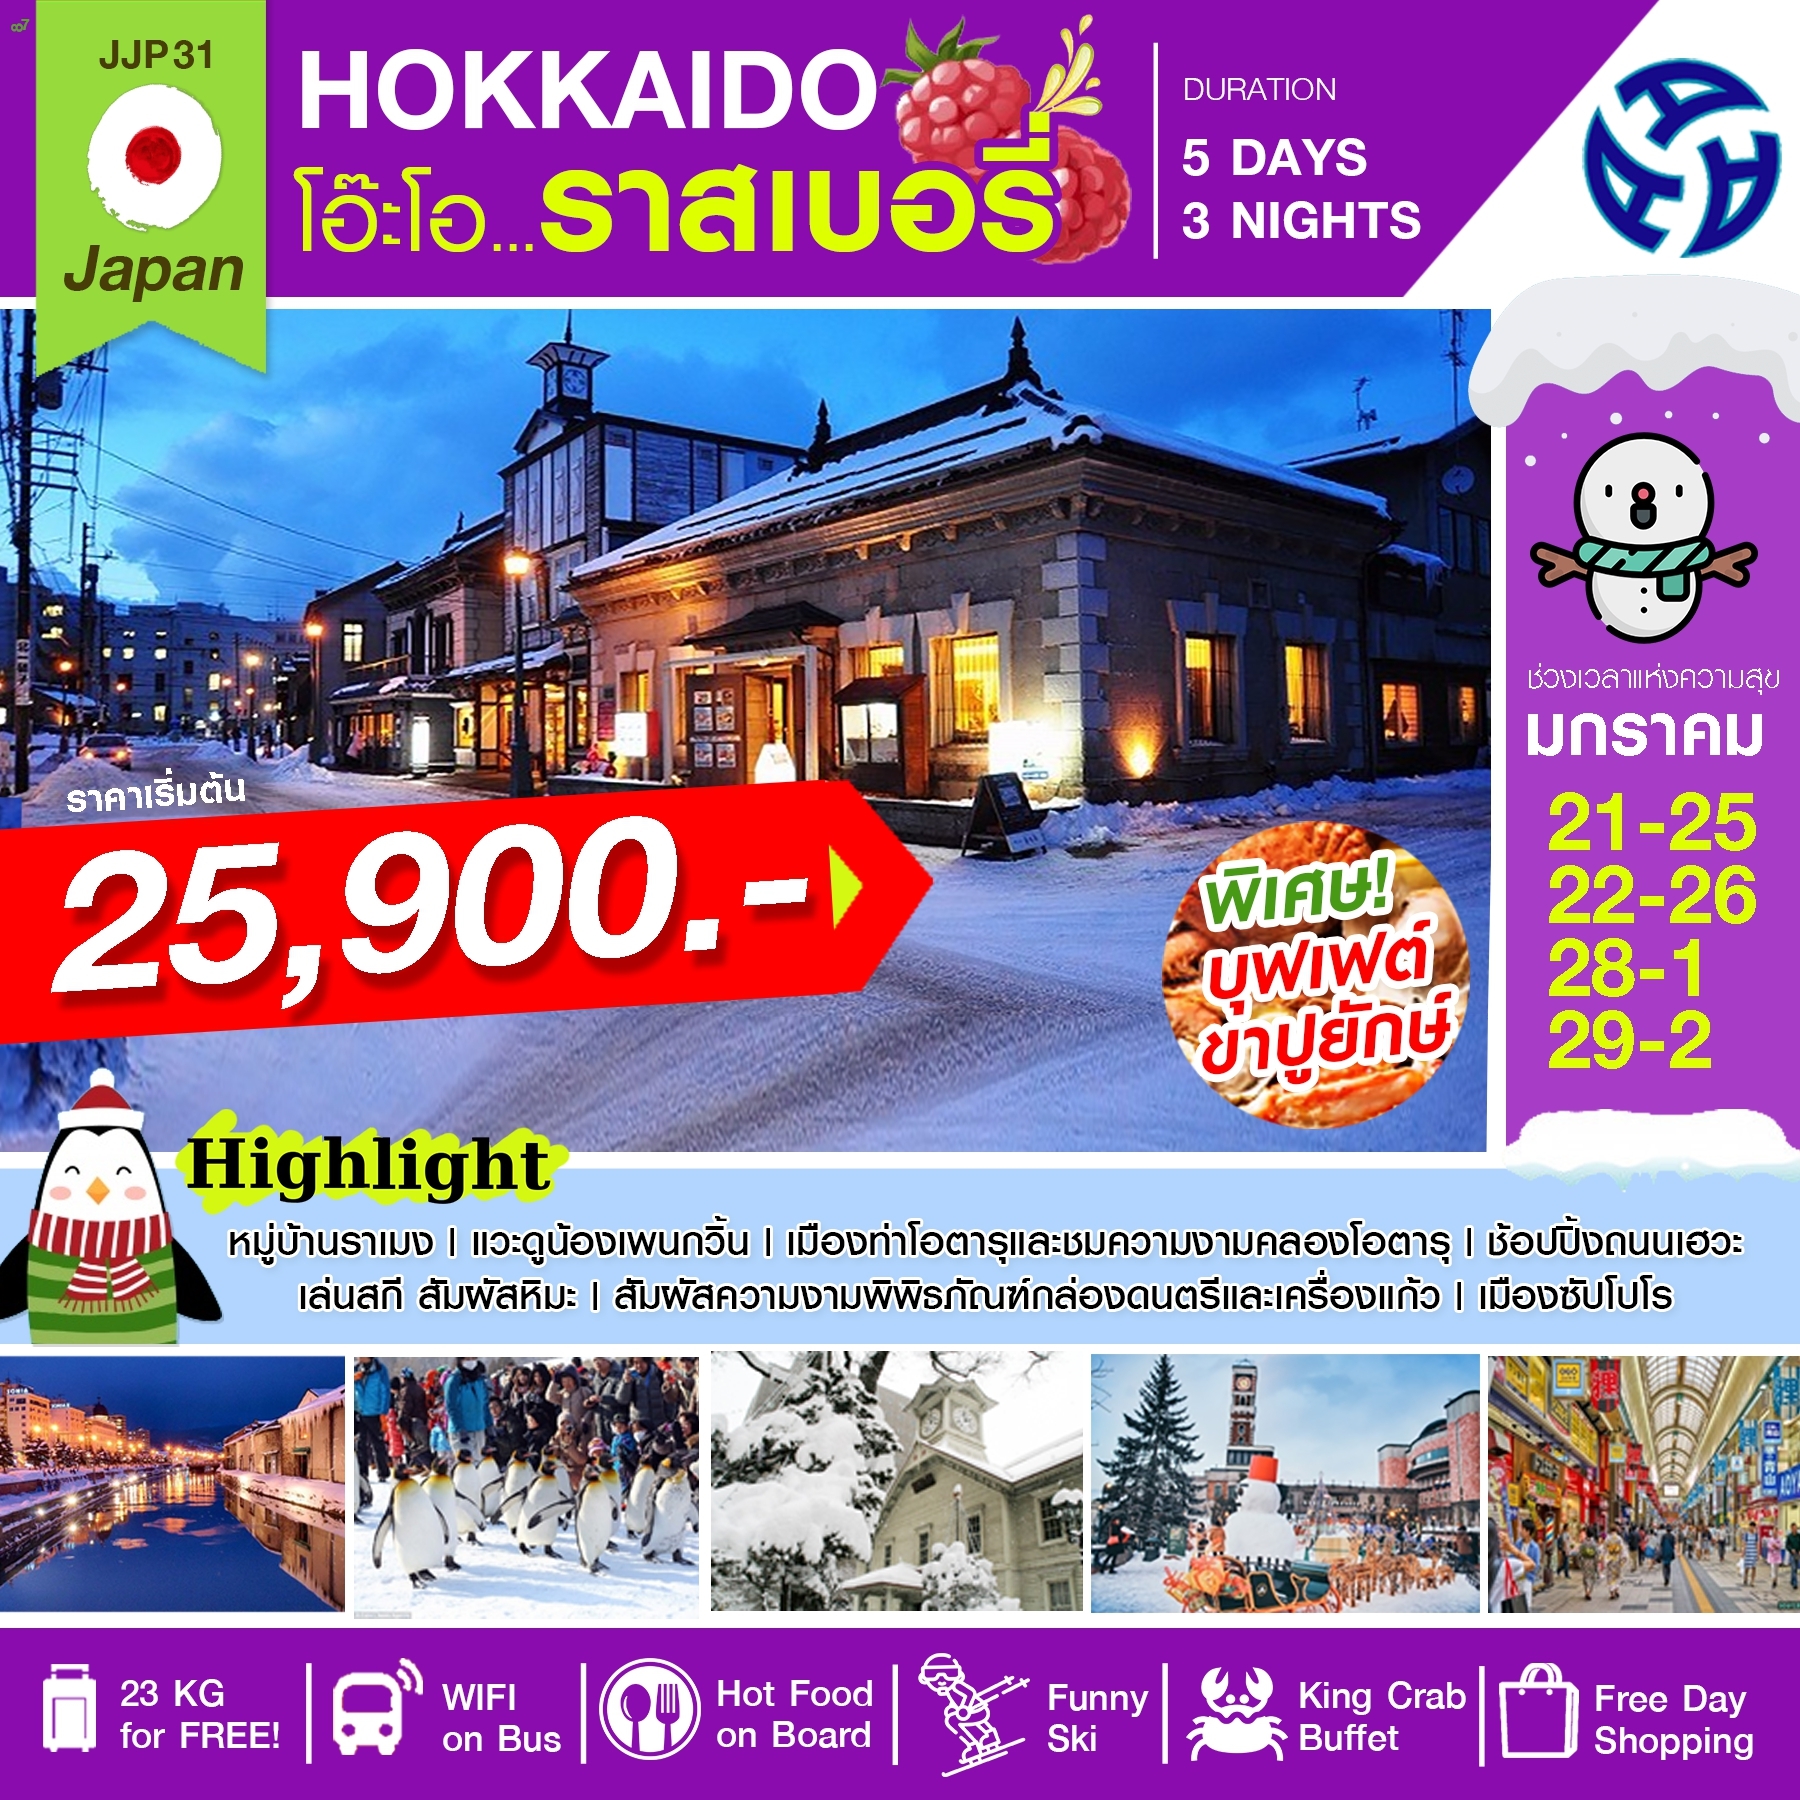 JJP31
Japan
HOKKAIDO
โอ๊ะโอ...ราสเบอรี่
DURATION
5 DAYS
3 NIGHTS
ช่วงเวลาแห่งความสุข
มกราคม
21-25
22-26
28-1
29-2
ราคาเริ่มต้น
25,900.-
พิเศษ!
บุฟเฟต์
ขาปูยักษ์
Highlight
หมู่บ้านราเมง | แวะดูน้องเพนกวิ้น | เมืองท่าโอตารุและชมความงามคลองโอตารุ | ช้อปปิ้งถนนเฮวะ
เล่นสกี สัมผัสหิมะ | สัมผัสความงามพิพิธภัณฑ์กล่องดนตรีและเครื่องแก้ว | เมืองซัปโปโร
23 KG
for FREE!
WIFI
on Bus
Hot Food
on Board
Funny
Ski
King Crab
Buffet
Free Day
Shopping